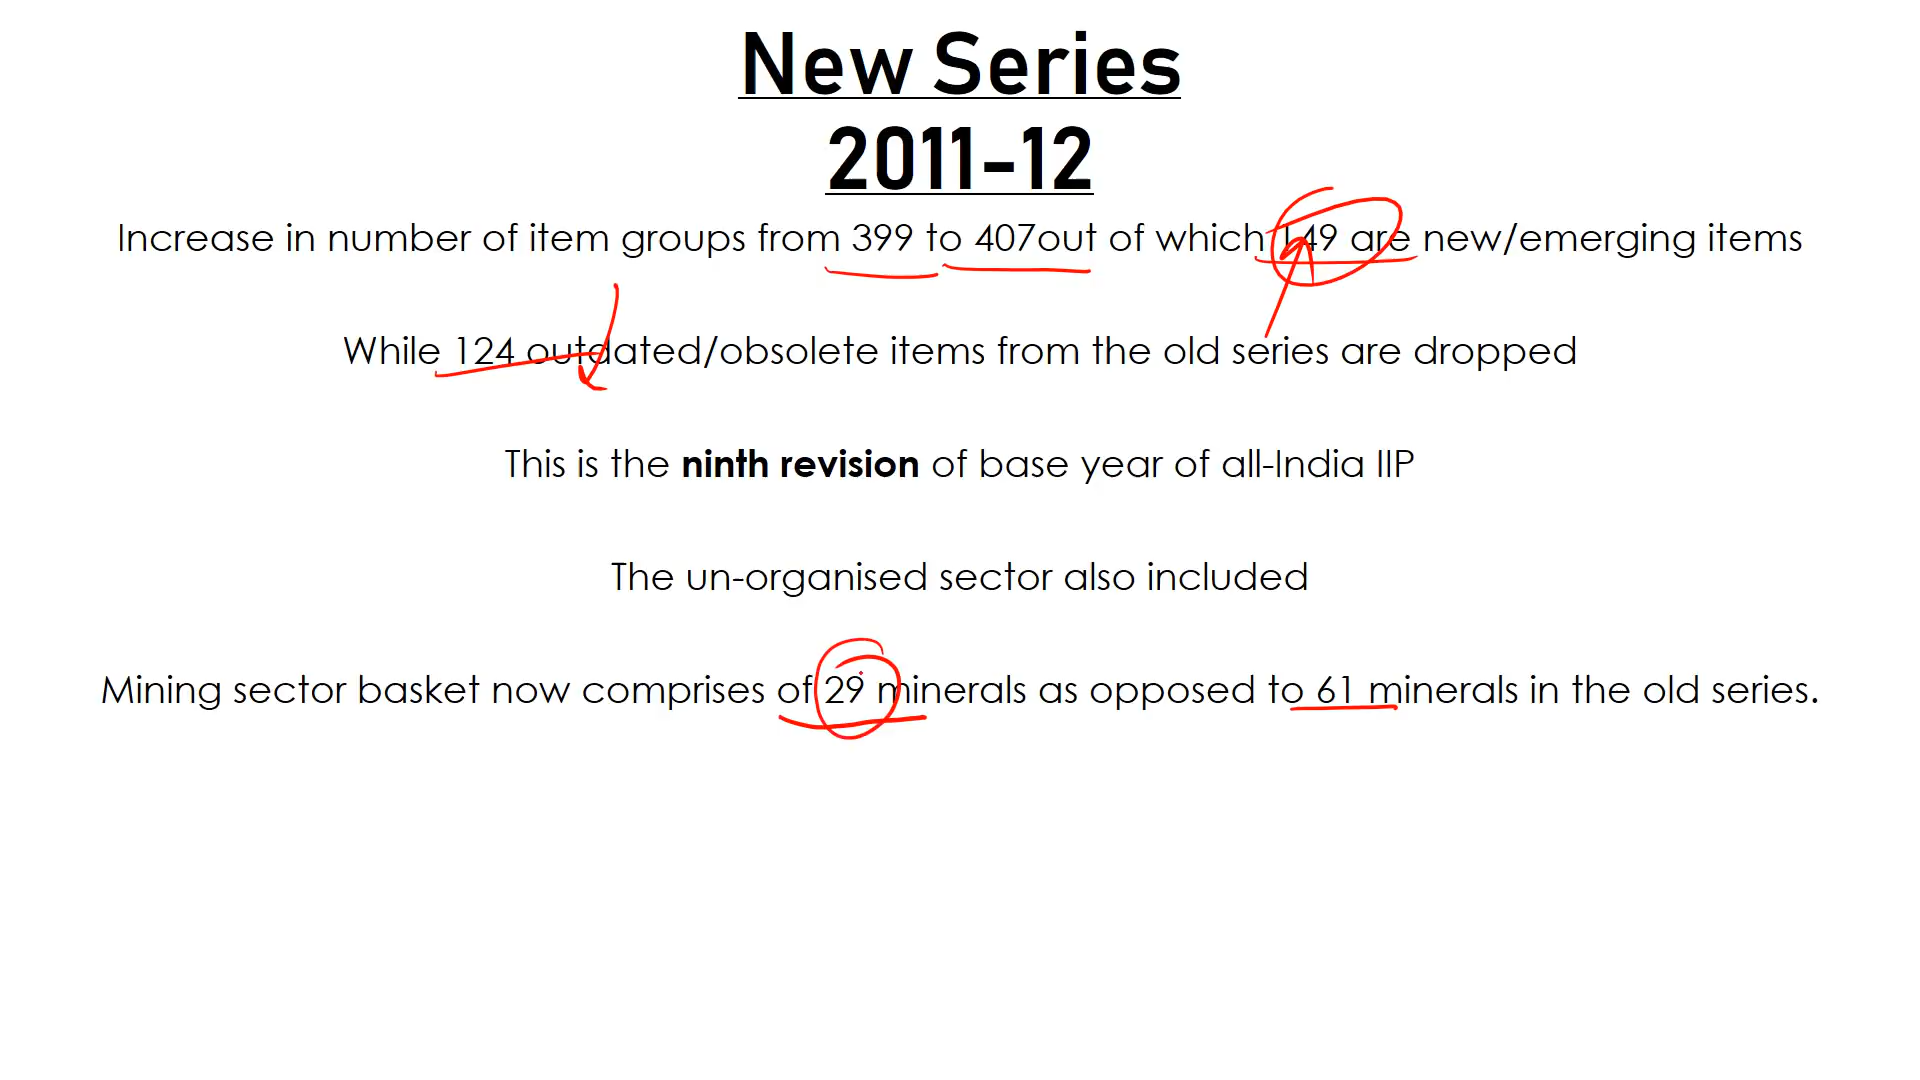 New Series
2011-12
Increase in number of item groups from 399 to 407out of which 149 are new/emerging items
While 124 outdated/obsolete items from the old series are dropped
This is the ninth revision of base year of all-India IIP
The un-organised sector also included
Mining sector basket now comprises of 29 minerals as opposed to 61 minerals in the old series.